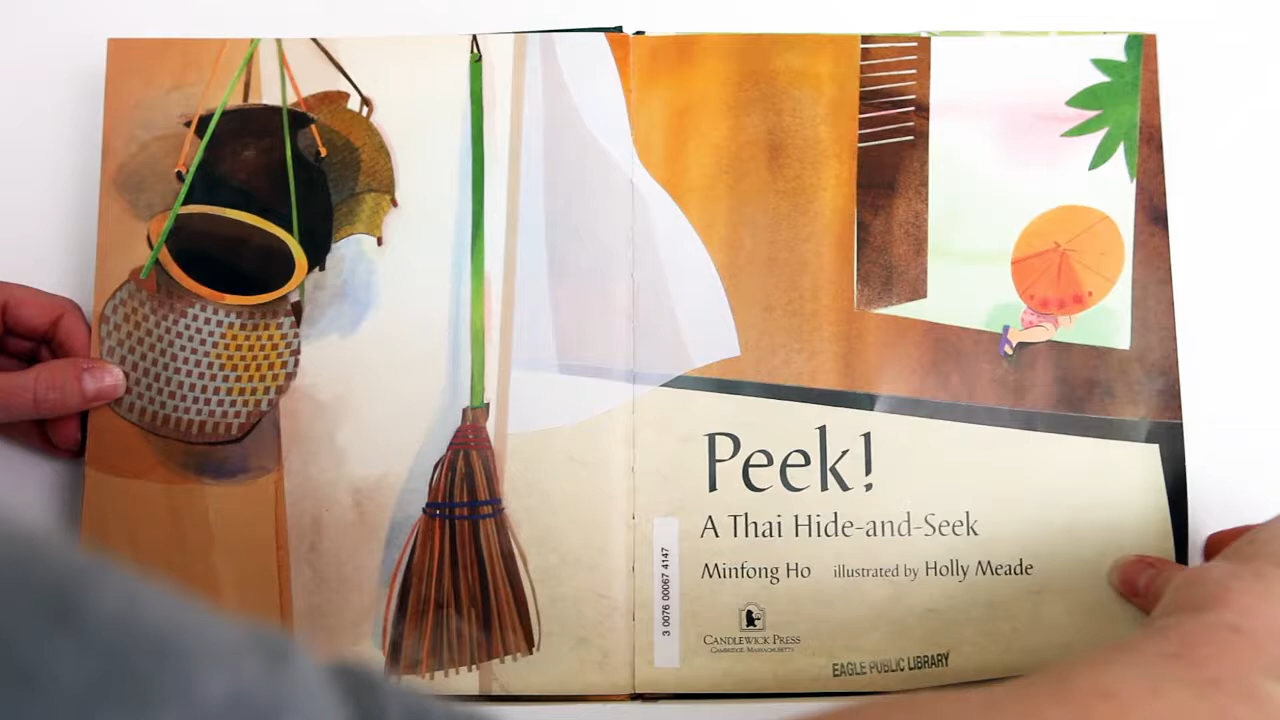 Peek!
A Thai Hide-and-Seek
Minfong Ho illustrated by Holly Meade
3 0076 00067 4147
CANDLEWICK PRESS
CAMBRIDGE, MASSACHUSETTS
EAGLE PUBLIC LIBRARY